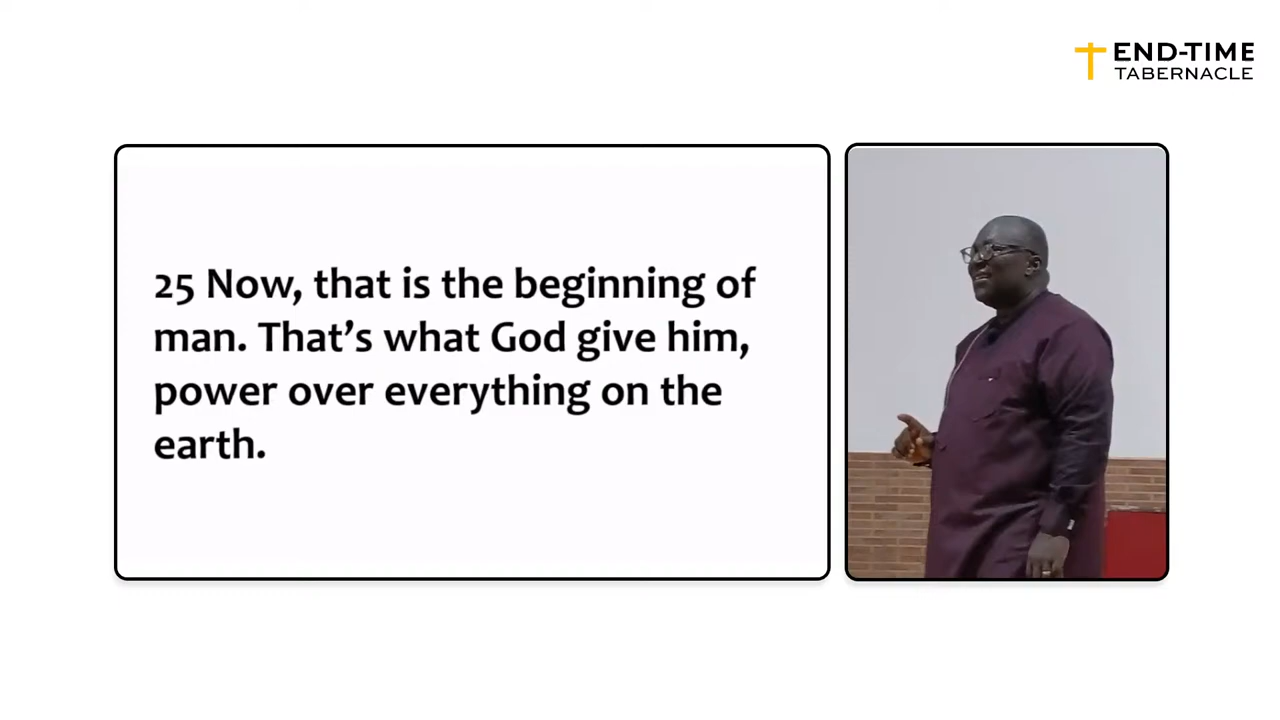 END-TIME
TABERNACLE
25 Now, that is the beginning of
man. That's what God give him,
power over everything on the
earth.